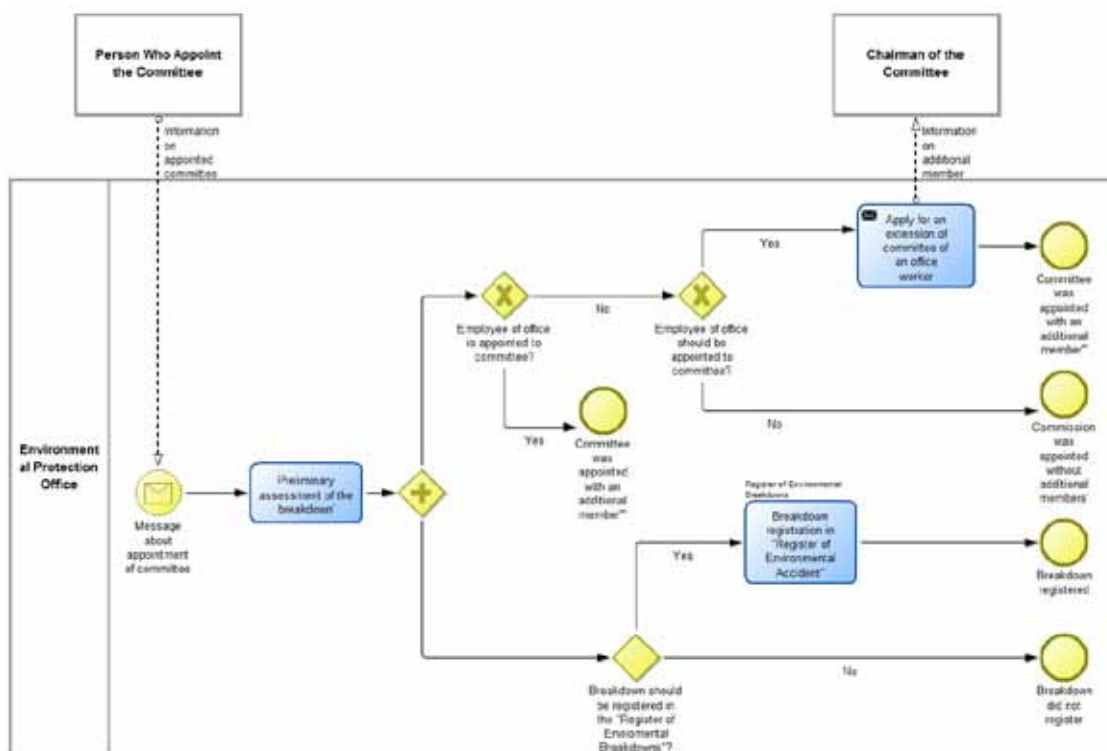 Person Who Appoint
the Committee
Chairman of the
Committee
Information
on
appointed
committee
Information
on
additional
member
Apply for an
excession of
committee of
an office
worker
Yes
Committee
was
appointed
with an
additional
member""
No
Employee of office
is appointed to
committee?
Employee of office
should be
appointed to
committee?
Yes
Committee
was
appointed
with an
additional
member""
No
Commission
was
appointed
without
additional
members
Environment
al Protection
Office
Preliminary
assessment of the
breakdown
Message
about
appointment
of committee
Register of Environmental
Breakdowns
Breakdown
registration in
"Register of
Environmental
Accident"
Yes
Breakdown
registered
No
Breakdown should
be registered in
the "Register of
Enviromental
Breakdowns"?
Breakdown
did not
register